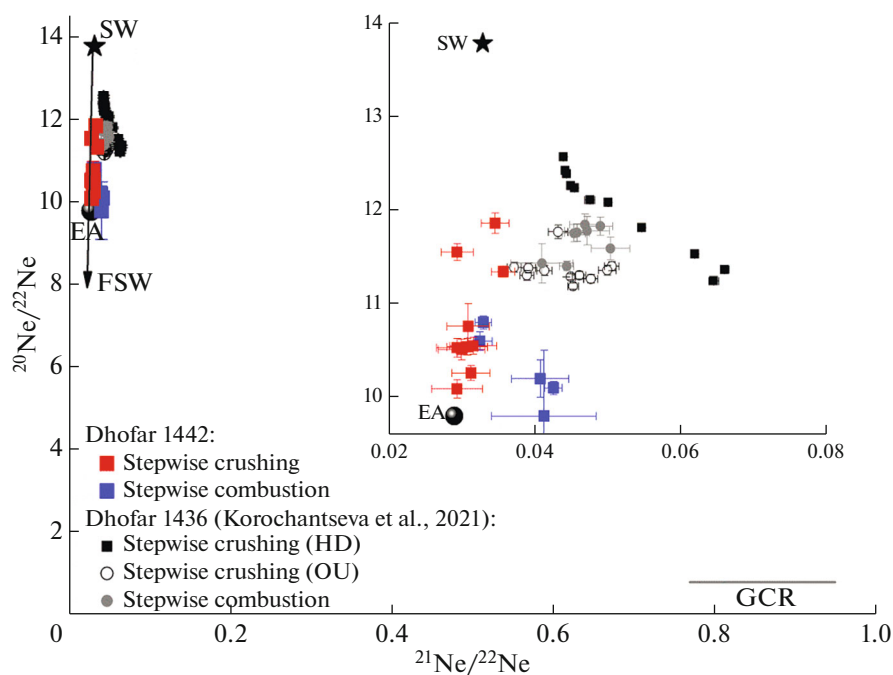 14
12
10
8
6
4
2
0
²⁰Ne/²²Ne
SW
EA
FSW
14
13
12
11
10
SW
EA
0.02 0.04 0.06 0.08
Dhofar 1442:
Stepwise crushing
Stepwise combustion
Dhofar 1436 (Korochantseva et al., 2021):
Stepwise crushing (HD)
Stepwise crushing (OU)
Stepwise combustion
GCR
0.2 0.4 0.6 0.8 1.0
²¹Ne/²²Ne